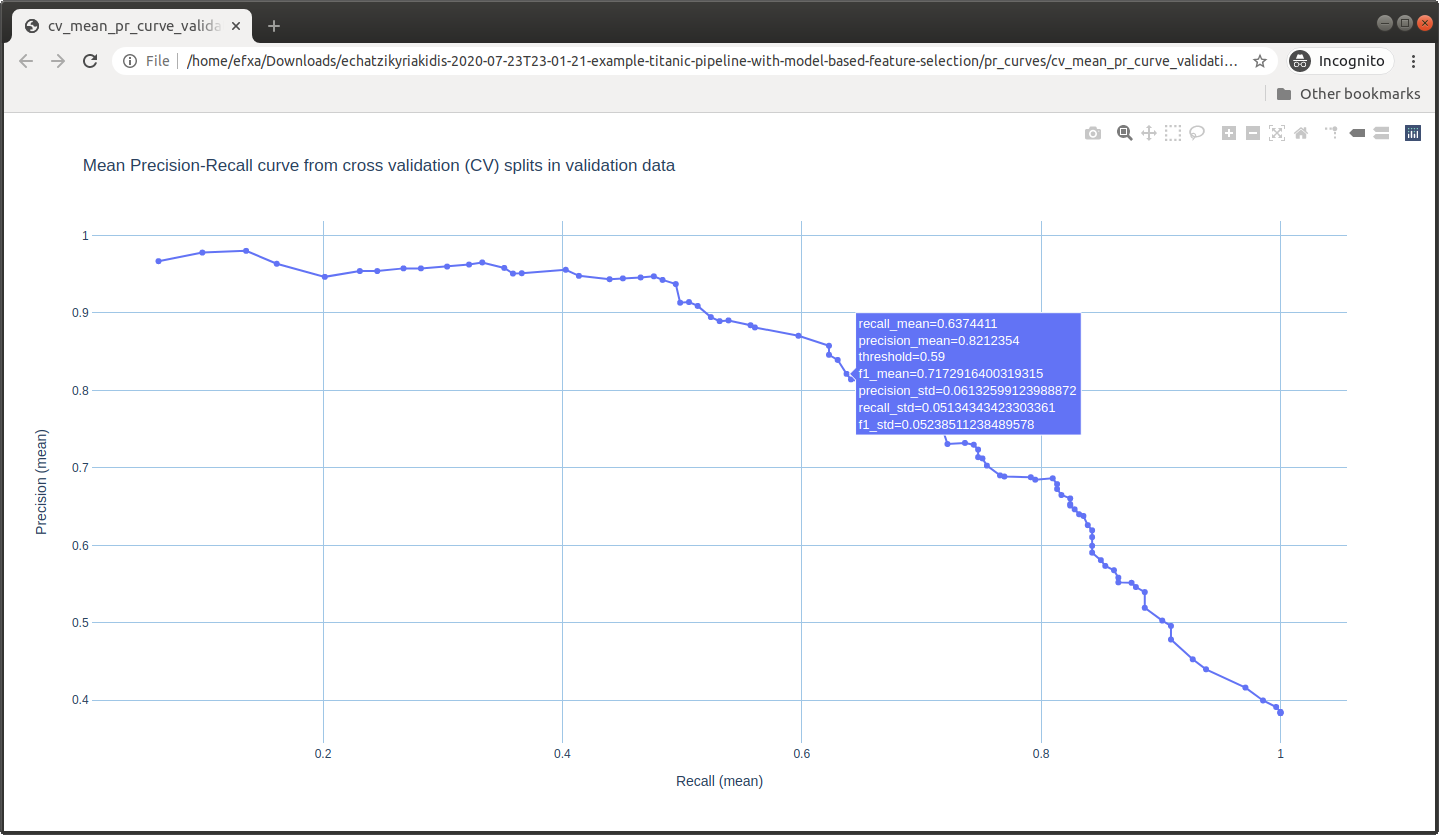 cv_mean_pr_curve_valida
File
/home/efxa/Downloads/echatzikyriakidis-2020-07-23T23-01-21-example-titanic-pipeline-with-model-based-feature-selection/pr_curves/cv_mean_pr_curve_validati...
Incognito
Other bookmarks
Mean Precision-Recall curve from cross validation (CV) splits in validation data
1
0.9
0.8
0.7
0.6
0.5
0.4
Precision (mean)
recall_mean=0.6374411
precision_mean=0.8212354
threshold=0.59
f1_mean=0.7172916400319315
precision_std=0.06132599123988872
recall_std=0.05134343423303361
f1_std=0.05238511238489578
0.2
0.4
0.6
0.8
1
Recall (mean)